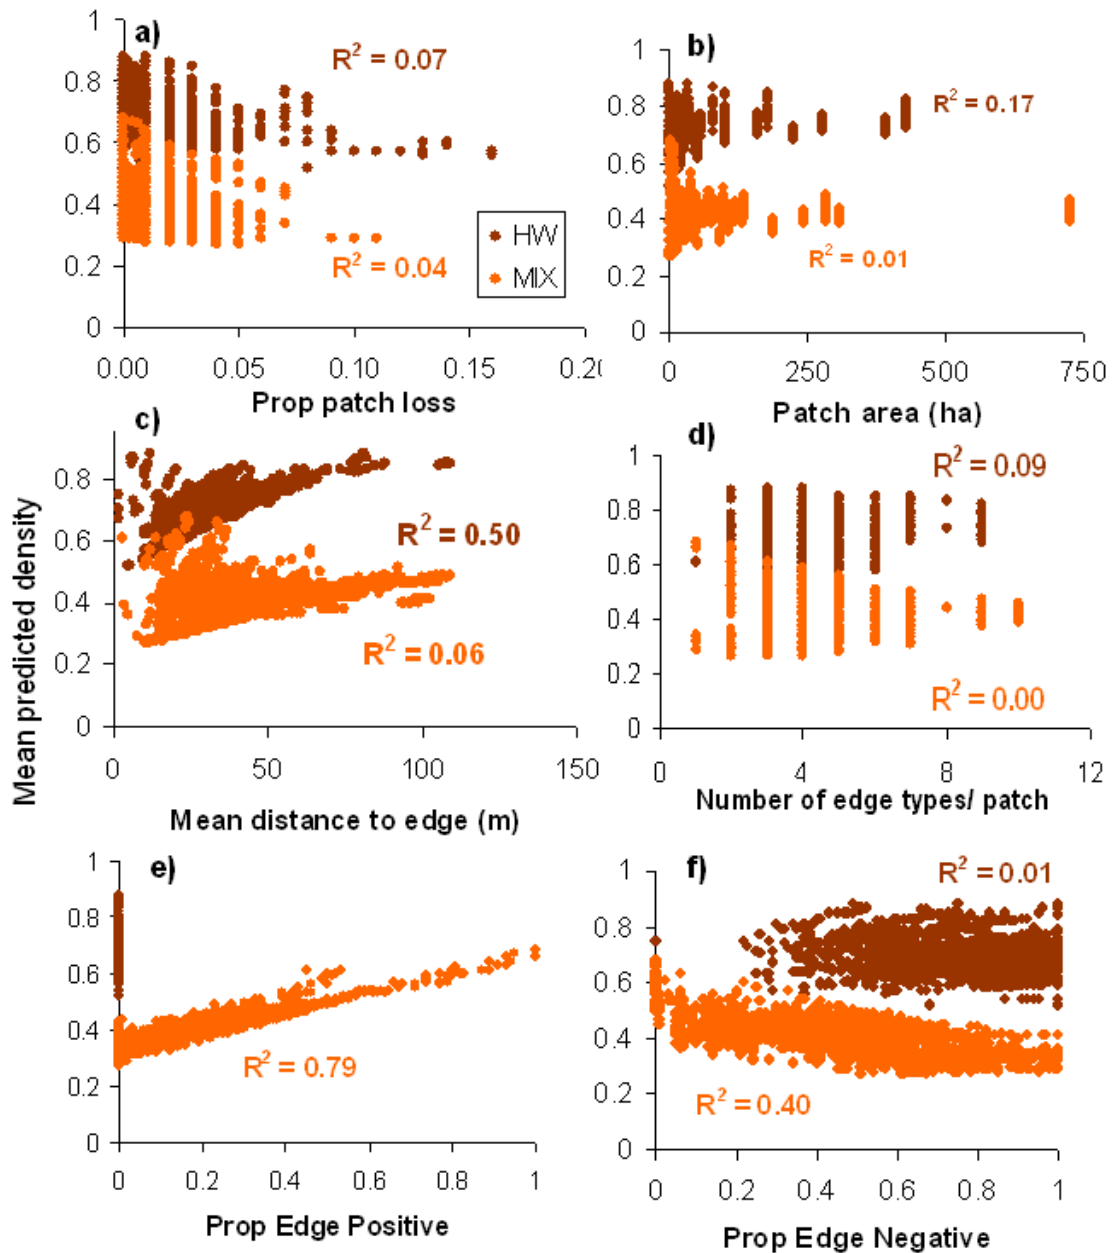 a)
R² = 0.07
1
0.8
0.6
0.4
0.2
0
HW
MIX
R² = 0.04
0.00 0.05 0.10 0.15 0.20
Prop patch loss
b)
R² = 0.17
1
0.8
0.6
0.4
0.2
0
R² = 0.01
0 250 500 750
Patch area (ha)
Mean predicted density
c)
0.8
0.6
0.4
0.2
0
R² = 0.50
R² = 0.06
0 50 100 150
Mean distance to edge (m)
d)
R² = 0.09
1
0.8
0.6
0.4
0.2
0
R² = 0.00
0 4 8 12
Number of edge types/ patch
e)
1
0.8
0.6
0.4
0.2
0
R² = 0.79
0 0.2 0.4 0.6 0.8 1
Prop Edge Positive
f)
R² = 0.01
1
0.8
0.6
0.4
0.2
0
R² = 0.40
0 0.2 0.4 0.6 0.8 1
Prop Edge Negative